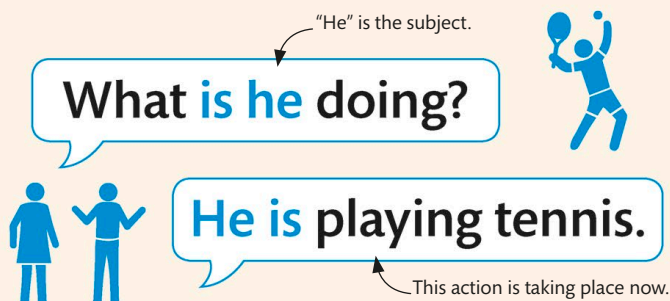 “He” is the subject.
What is he doing?
He is playing tennis.
This action is taking place now.